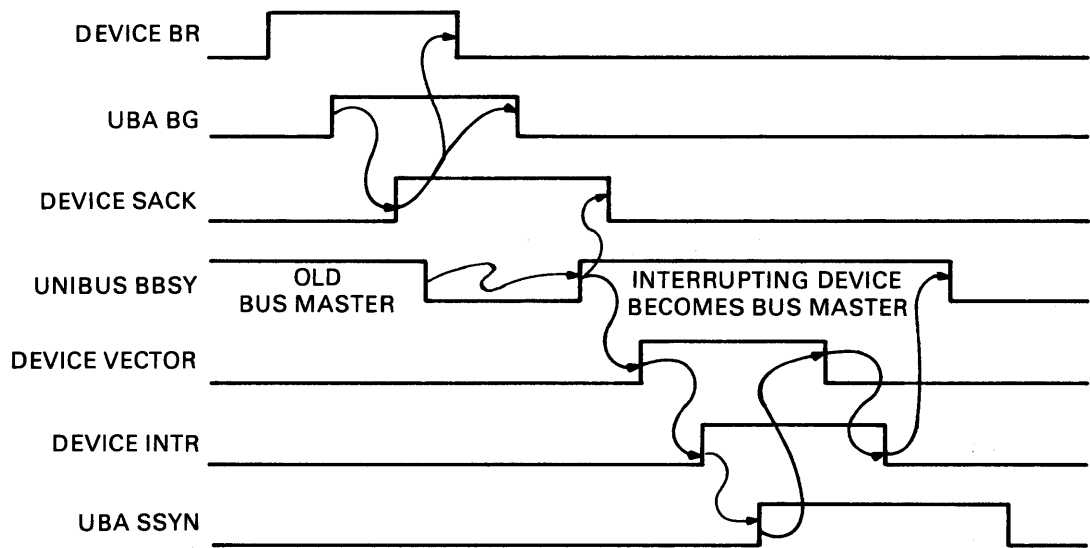 DEVICE BR
UBA BG
DEVICE SACK
UNIBUS BBSY
OLD
BUS MASTER
INTERRUPTING DEVICE
BECOMES BUS MASTER
DEVICE VECTOR
DEVICE INTR
UBA SSYN